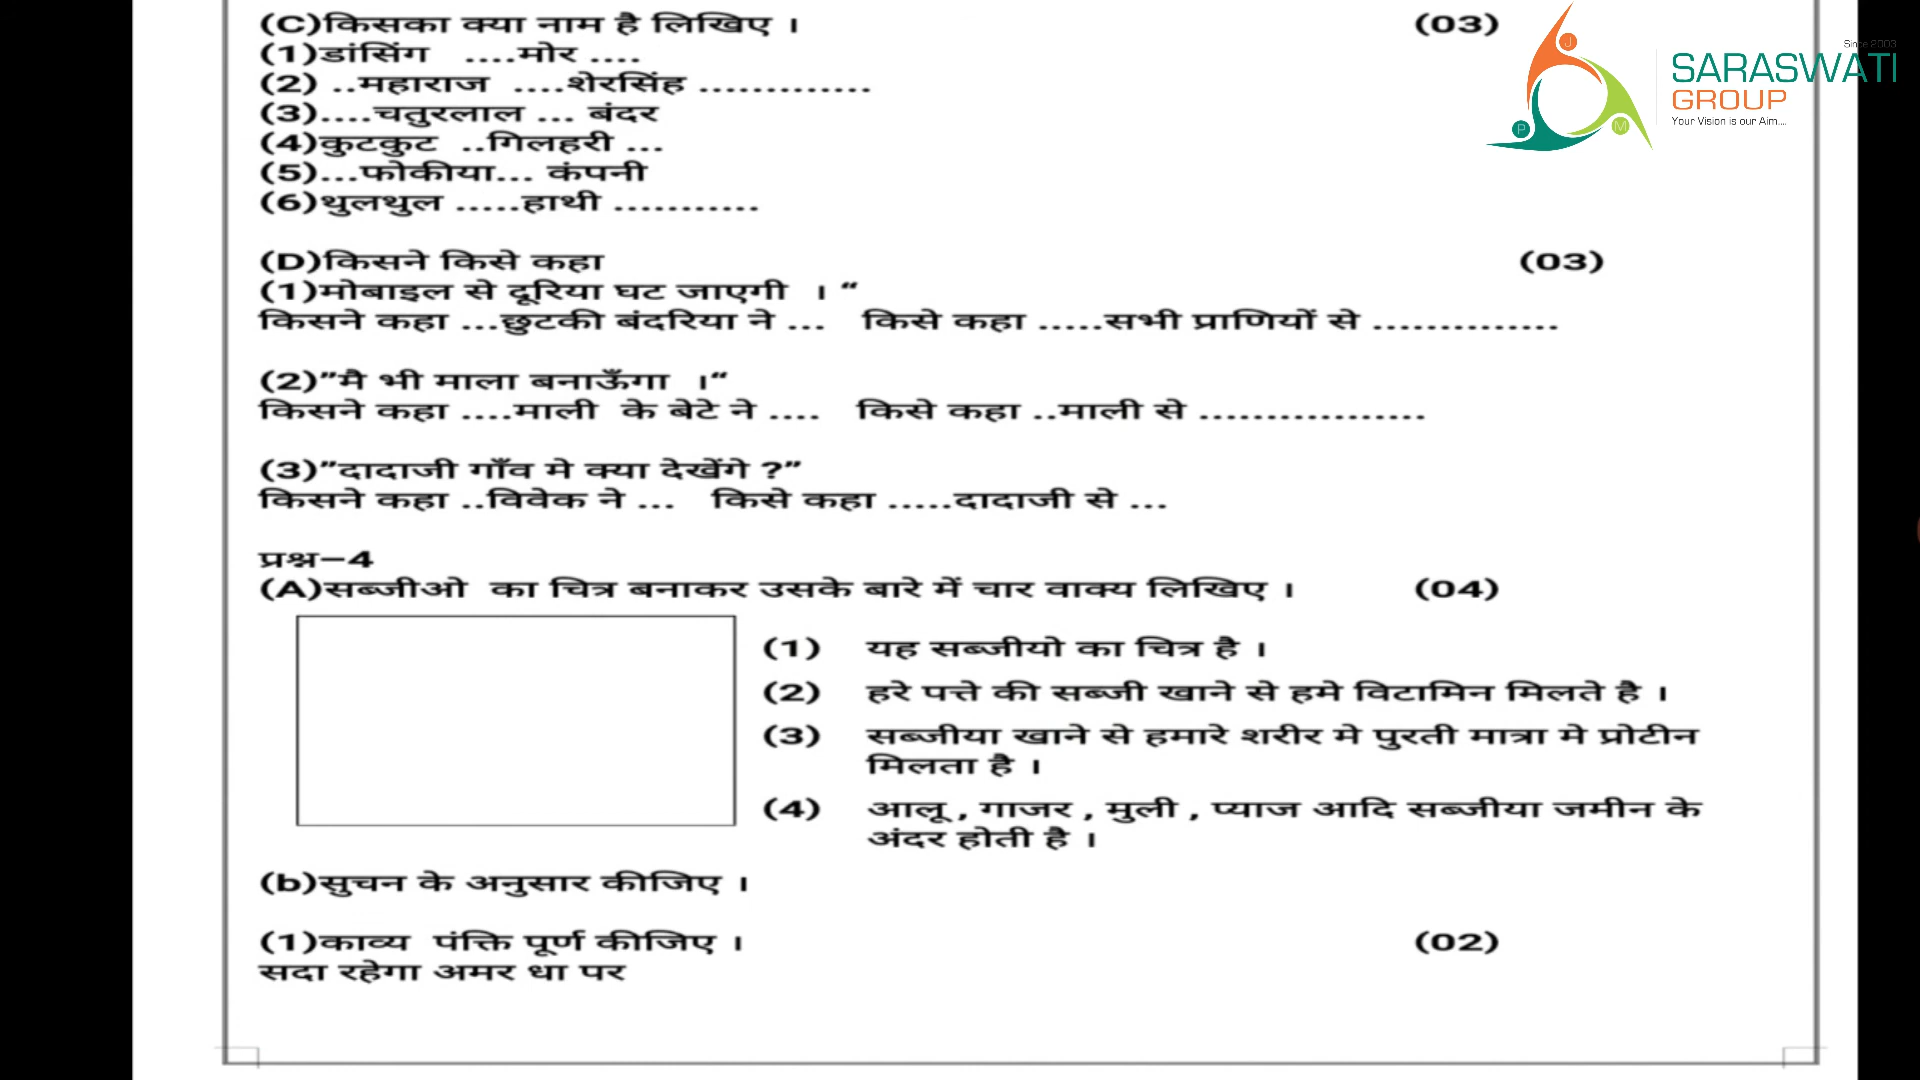 (C)किसका क्या नाम है लिखिए । (03)
(1)डांसिंग ....मोर ....
(2) ..महाराज ....शेरसिंह .............
(3)....चतुरलाल ... बंदर
(4)कुटकुट ..गिलहरी ...
(5)...फोकीया... कंपनी
(6)थुलथुल .....हाथी ...........
(D)किसने किसे कहा (03)
(1)मोबाइल से दूरिया घट जाएगी । “
किसने कहा ...छुटकी बंदरिया ने ... किसे कहा .....सभी प्राणियों से ..............
(2)”मै भी माला बनाऊँगा ।“
किसने कहा ....माली के बेटे ने .... किसे कहा ..माली से .................
(3)”दादाजी गाँव मे क्या देखेंगे ?”
किसने कहा ..विवेक ने ... किसे कहा .....दादाजी से ...
प्रश्न–4
(A)सब्जीओ का चित्र बनाकर उसके बारे में चार वाक्य लिखिए । (04)
(1) यह सब्जीयो का चित्र है ।
(2) हरे पत्ते की सब्जी खाने से हमे विटामिन मिलते है ।
(3) सब्जीया खाने से हमारे शरीर मे पुरती मात्रा मे प्रोटीन
मिलता है ।
(4) आलू , गाजर , मुली , प्याज आदि सब्जीया जमीन के
अंदर होती है ।
(b)सुचन के अनुसार कीजिए ।
(1)काव्य पंक्ति पूर्ण कीजिए । (02)
सदा रहेगा अमर धा पर
Since 2003
SARASWATI
GROUP
Your Vision is our Aim....
J
P
M